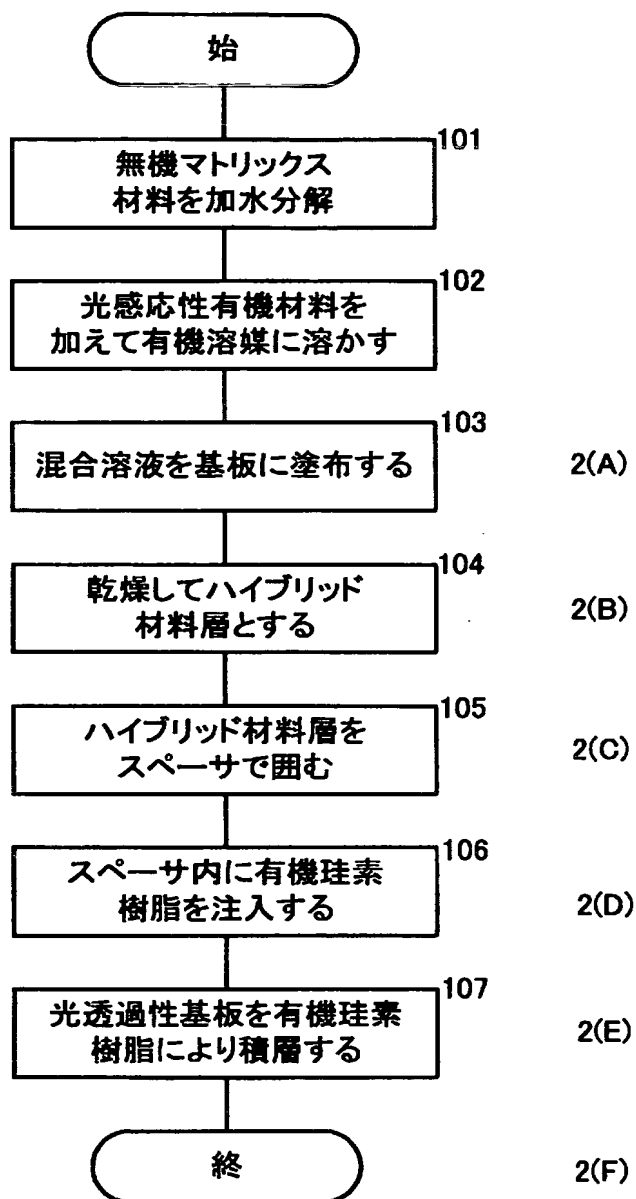 始
101
無機マトリックス
材料を加水分解
102
光感応性有機材料を
加えて有機溶媒に溶かす
103
混合溶液を基板に塗布する
2(A)
104
乾燥してハイブリッド
材料層とする
2(B)
105
ハイブリッド材料層を
スペーサで囲む
2(C)
106
スペーサ内に有機珪素
樹脂を注入する
2(D)
107
光透過性基板を有機珪素
樹脂により積層する
2(E)
終
2(F)